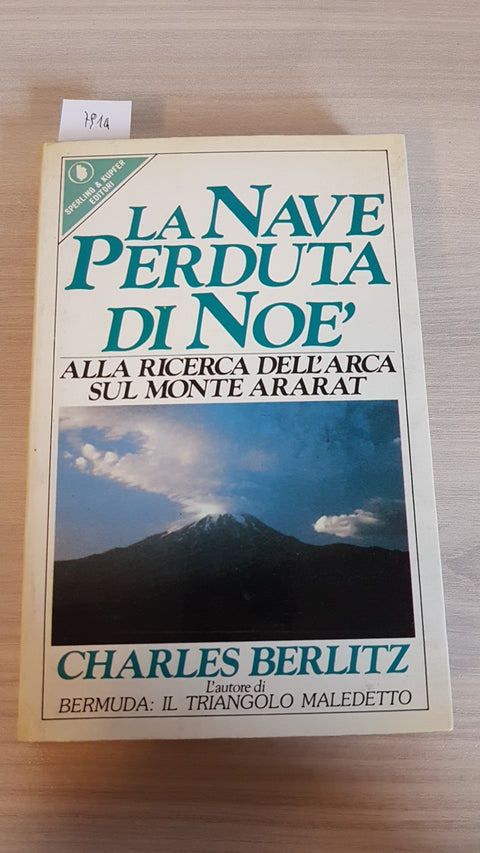 7914
SPERLING & KUPFER
EDITORI
LA NAVE
PERDUTA
DI NOE'
ALLA RICERCA DELL'ARCA
SUL MONTE ARARAT
CHARLES BERLITZ
L'autore di
BERMUDA: IL TRIANGOLO MALEDETTO